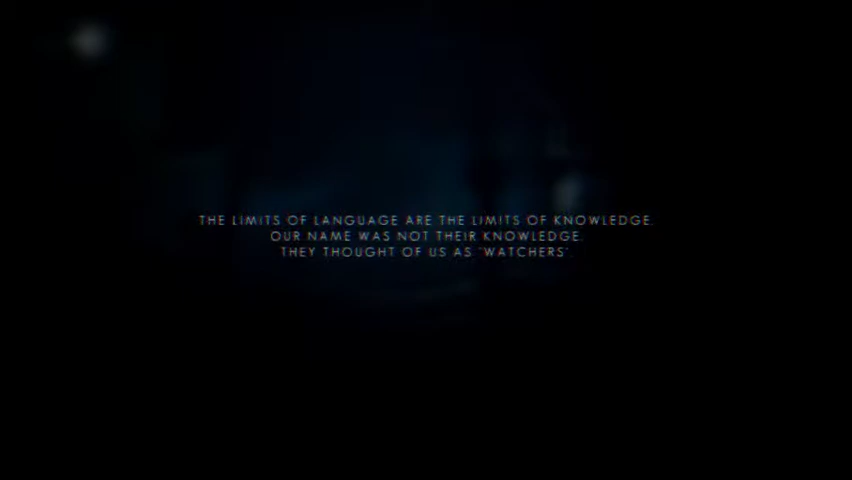 THE LIMITS OF LANGUAGE ARE THE LIMITS OF KNOWLEDGE.
OUR NAME WAS NOT THEIR KNOWLEDGE.
THEY THOUGHT OF US AS "WATCHERS".